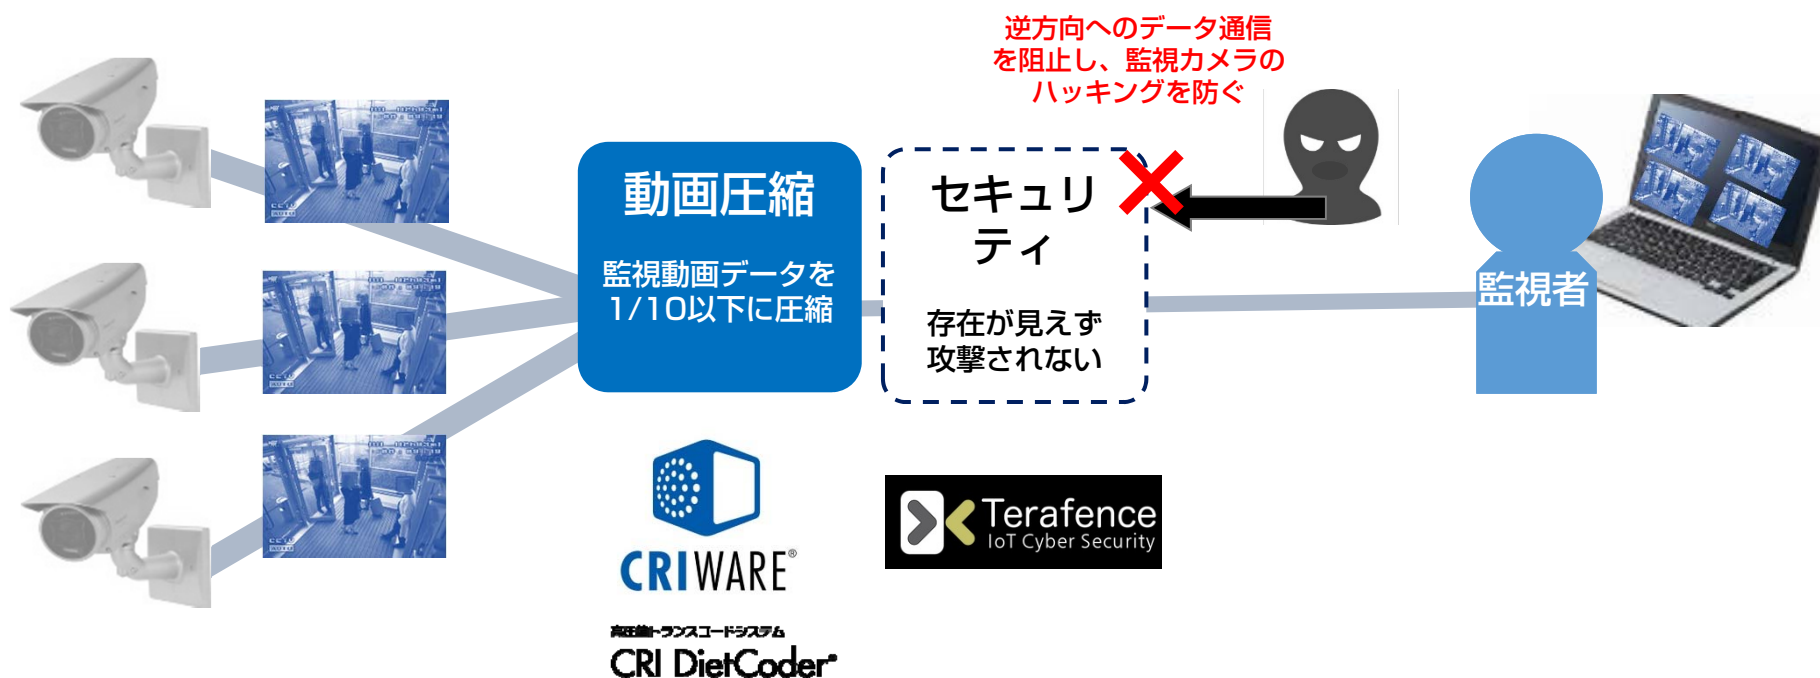 逆方向へのデータ通信
を阻止し、監視カメラの
ハッキングを防ぐ
動画圧縮
監視動画データを
1/10以下に圧縮
セキュリ
ティ
存在が見えず
攻撃されない
監視者
CRIWARE®
高圧縮トランスコードシステム
CRI DietCoder
Terafence
IoT Cyber Security